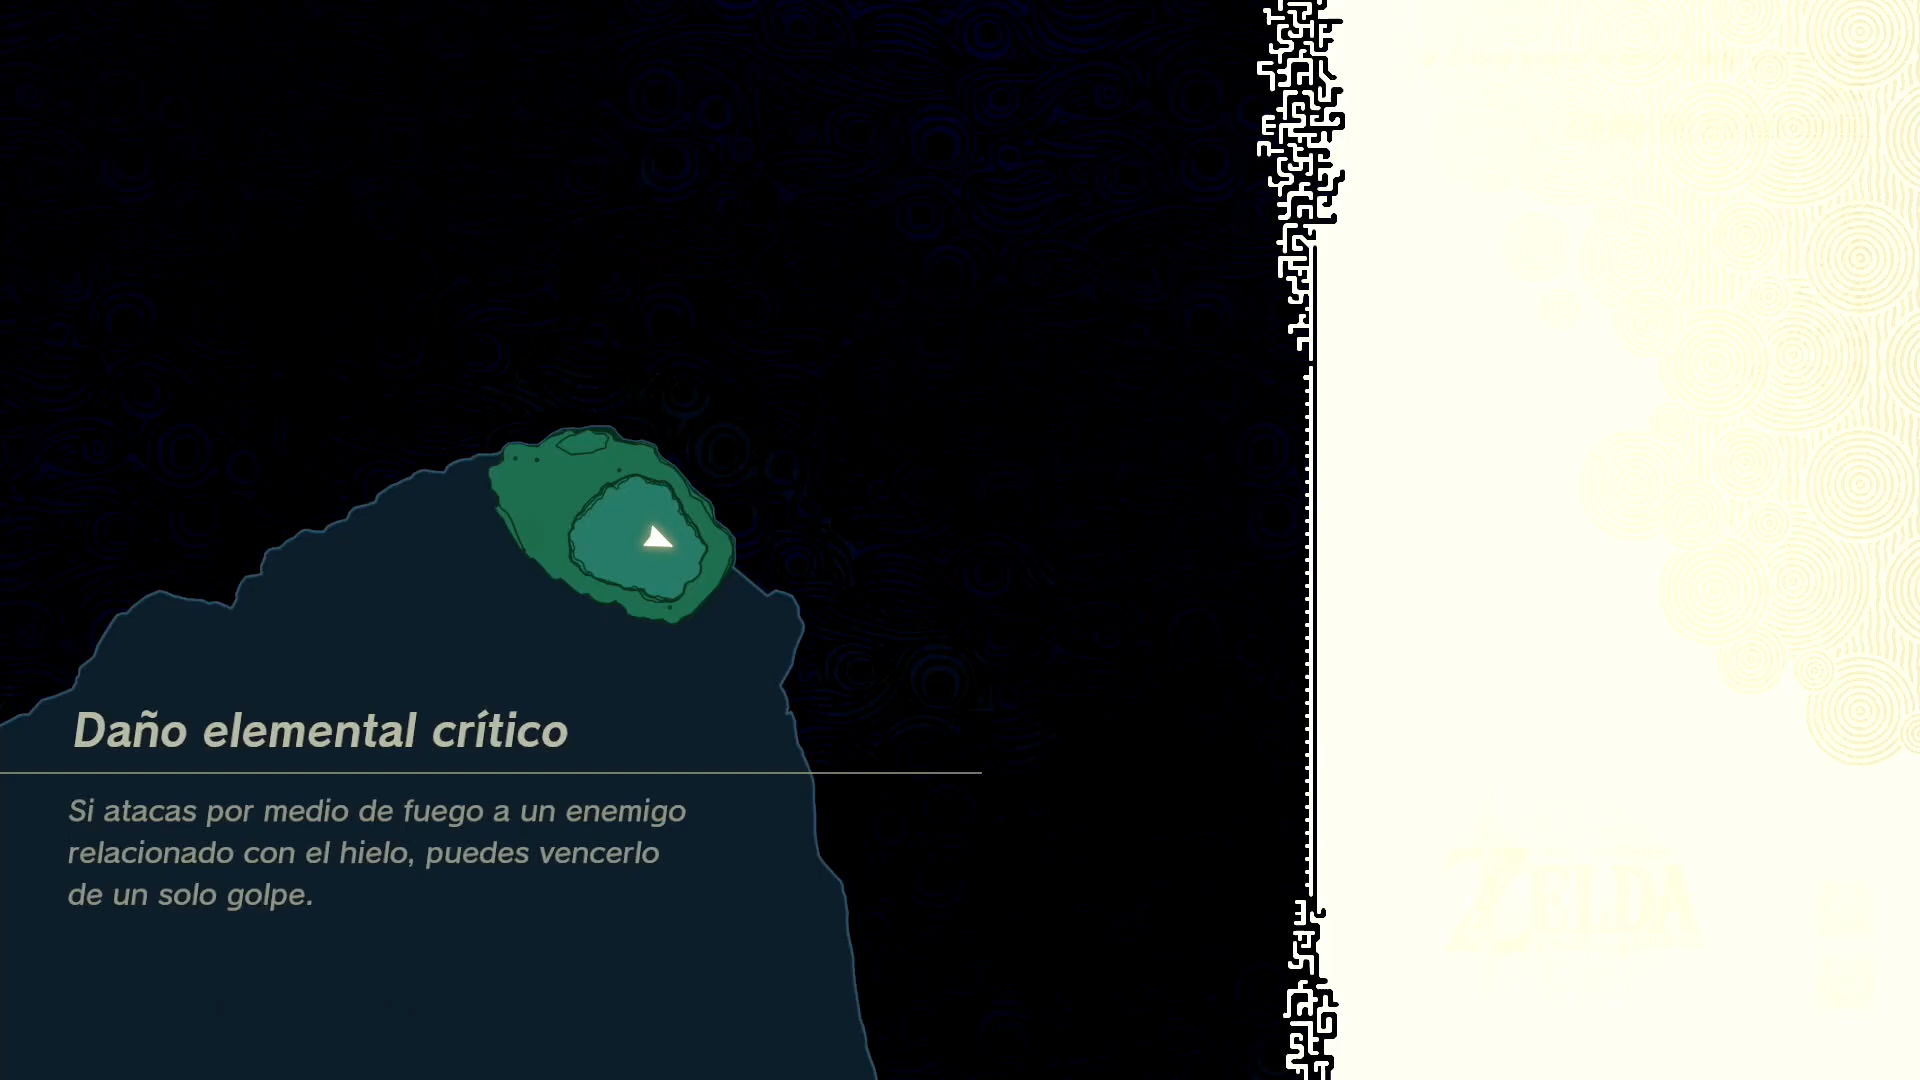 Daño elemental crítico
Si atacas por medio de fuego a un enemigo
relacionado con el hielo, puedes vencerlo
de un solo golpe.
ZELDA